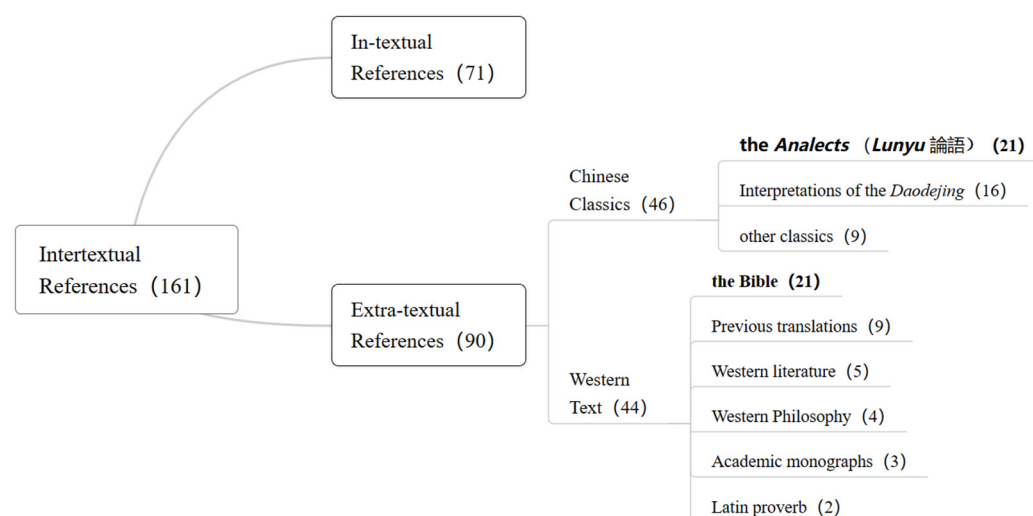 In-textual
References (71)
Intertextual
References (161)
Extra-textual
References (90)
Chinese
Classics (46)
the Analects （Lunyu 論語） (21)
Interpretations of the Daodejing (16)
other classics (9)
Western
Text (44)
the Bible (21)
Previous translations (9)
Western literature (5)
Western Philosophy (4)
Academic monographs (3)
Latin proverb (2)